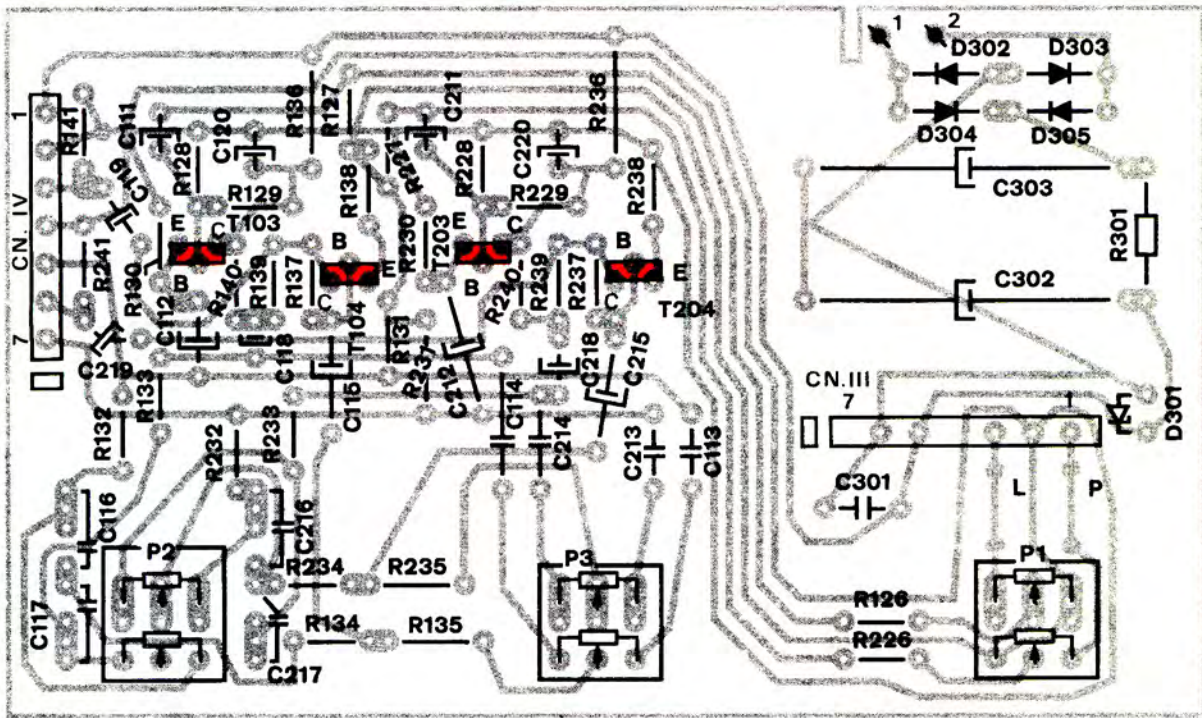 1 2
D302 D303
D304 D305
C303
R301
C302
1
CN. IV
7
R141
C111
C120
R136
R127
C211
R236
R128
C119
R129
R138
R228
C220
R229
R238
E
C
T103
B
E
C
T104
R241
R130
B
R140
R139
R137
R230
T203
E
C
B
R240
R239
R237
B
E
C
T204
C112
C219
C118
R131
R231
C212
C218
C215
R133
C115
C114
R132
R232
R233
C214
C213
C113
CN.III
7
1
D301
C301
L P
C116
C216
P2
P3
P1
R234 R235
R126
C117
R134 R135
R226
C217